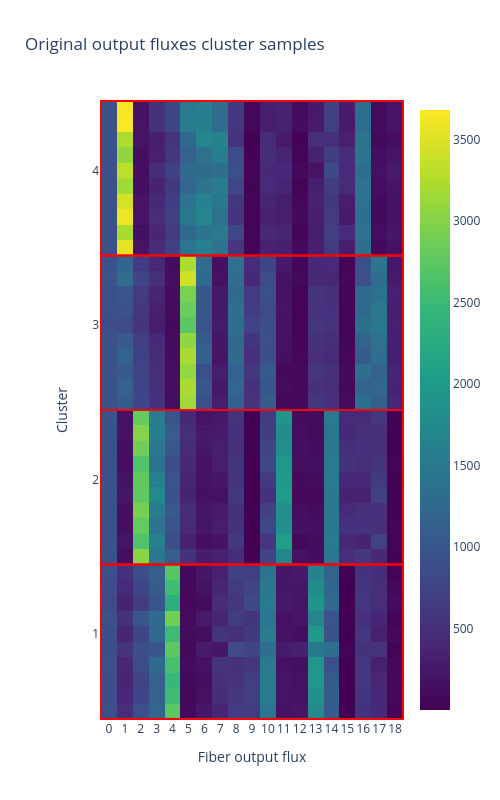 Original output fluxes cluster samples
4
3
2
1
Cluster
0 1 2 3 4 5 6 7 8 9 10 11 12 13 14 15 16 17 18
Fiber output flux
3500
3000
2500
2000
1500
1000
500